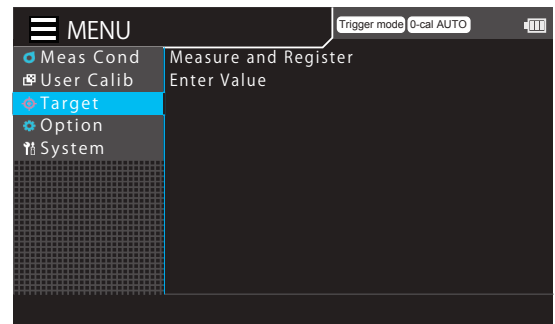 MENU
Trigger mode 0-cal AUTO
Meas Cond
User Calib
Target
Option
System
Measure and Register
Enter Value